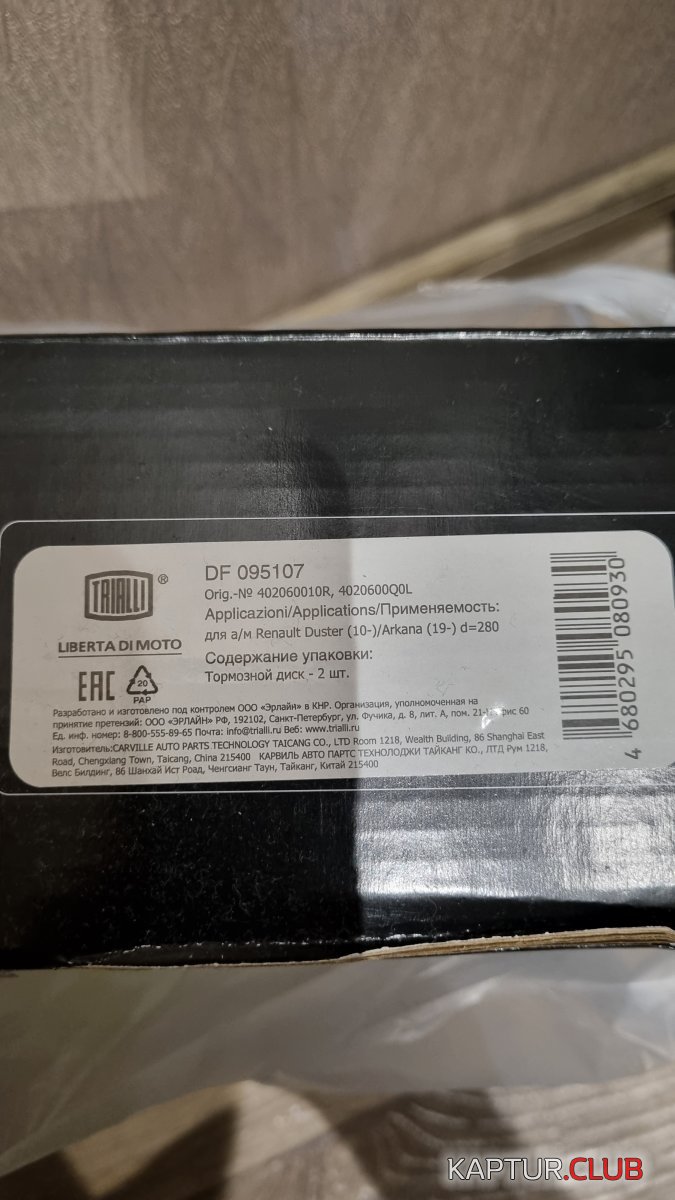 TRIALLI®
LIBERTA DI MOTO
EAC
20
PAP
DF 095107
Orig.-№ 402060010R, 4020600Q0L
Applicazioni/Applications/Применяемость:
для а/м Renault Duster (10-)/Arkana (19-) d=280
Содержание упаковки:
Тормозной диск - 2 шт.
Разработано и изготовлено под контролем ООО «Эрлайн» в КНР. Организация, уполномоченная на
принятие претензий: ООО «ЭРЛАЙН» РФ, 192102, Санкт-Петербург, ул. Фучика, д. 8, лит. А, пом. 60
Ед. инф. номер: 8-800-555-89-65 Почта: info@trialli.ru Веб: www.trialli.ru
Изготовитель:CARVILLE AUTO PARTS TECHNOLOGY TAICANG CO., LTD Room 1218, Wealth Building, 86 Shanghai East
Road, Chengxiang Town, Taicang, China 215400 КАРВИЛЬ АВТО ПАРТС ТЕХНОЛОДЖИ ТАЙКАНГ КО., ЛТД Рум 1218,
Велс Билдинг, 86 Шанхай Ист Роад, Ченгсианг Таун, Тайканг, Китай 215400
4 680295 080930
KAPTUR.CLUB